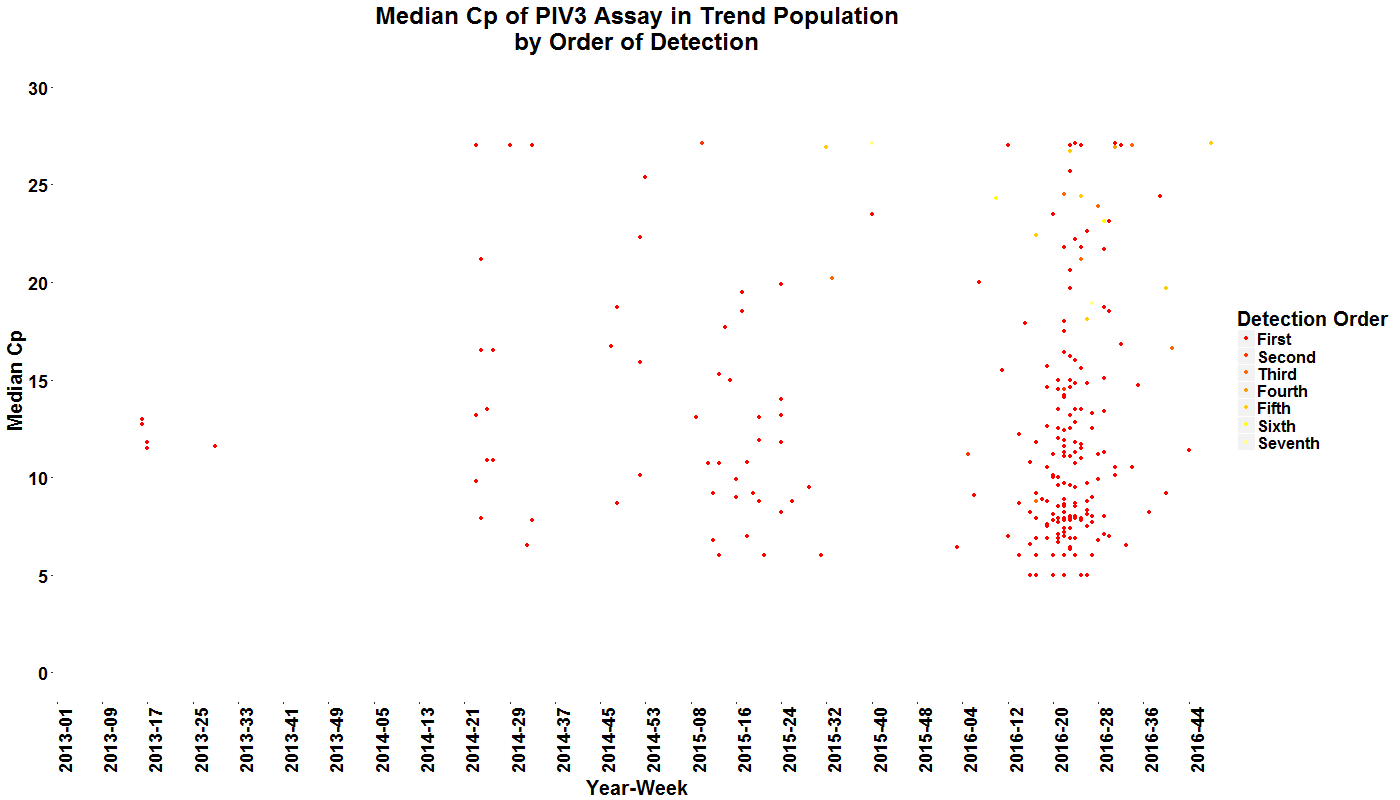 Median Cp of PIV3 Assay in Trend Population
by Order of Detection
30
25
20
15
10
5
0
Median Cp
2013-01
2013-09
2013-17
2013-25
2013-33
2013-41
2013-49
2014-05
2014-13
2014-21
2014-29
2014-37
2014-45
2014-53
2015-08
2015-16
2015-24
2015-32
2015-40
2015-48
2016-04
2016-12
2016-20
2016-28
2016-36
2016-44
Year-Week
Detection Order
First
Second
Third
Fourth
Fifth
Sixth
Seventh